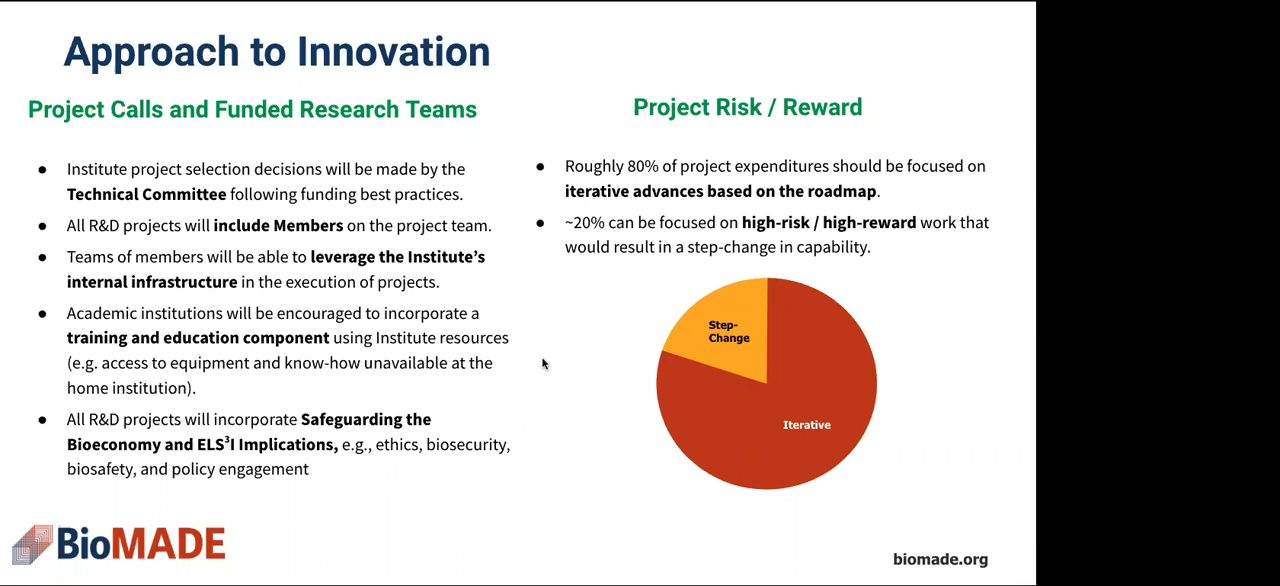 Approach to Innovation
Project Calls and Funded Research Teams
● Institute project selection decisions will be made by the
Technical Committee following funding best practices.
● All R&D projects will include Members on the project team.
● Teams of members will be able to leverage the Institute's
internal infrastructure in the execution of projects.
● Academic institutions will be encouraged to incorporate a
training and education component using Institute resources
(e.g. access to equipment and know-how unavailable at the
home institution).
● All R&D projects will incorporate Safeguarding the
Bioeconomy and ELS³I Implications, e.g., ethics, biosecurity,
biosafety, and policy engagement
Project Risk / Reward
● Roughly 80% of project expenditures should be focused on
iterative advances based on the roadmap.
● ~20% can be focused on high-risk / high-reward work that
would result in a step-change in capability.
Step-
Change
Iterative
BioMADE
biomade.org